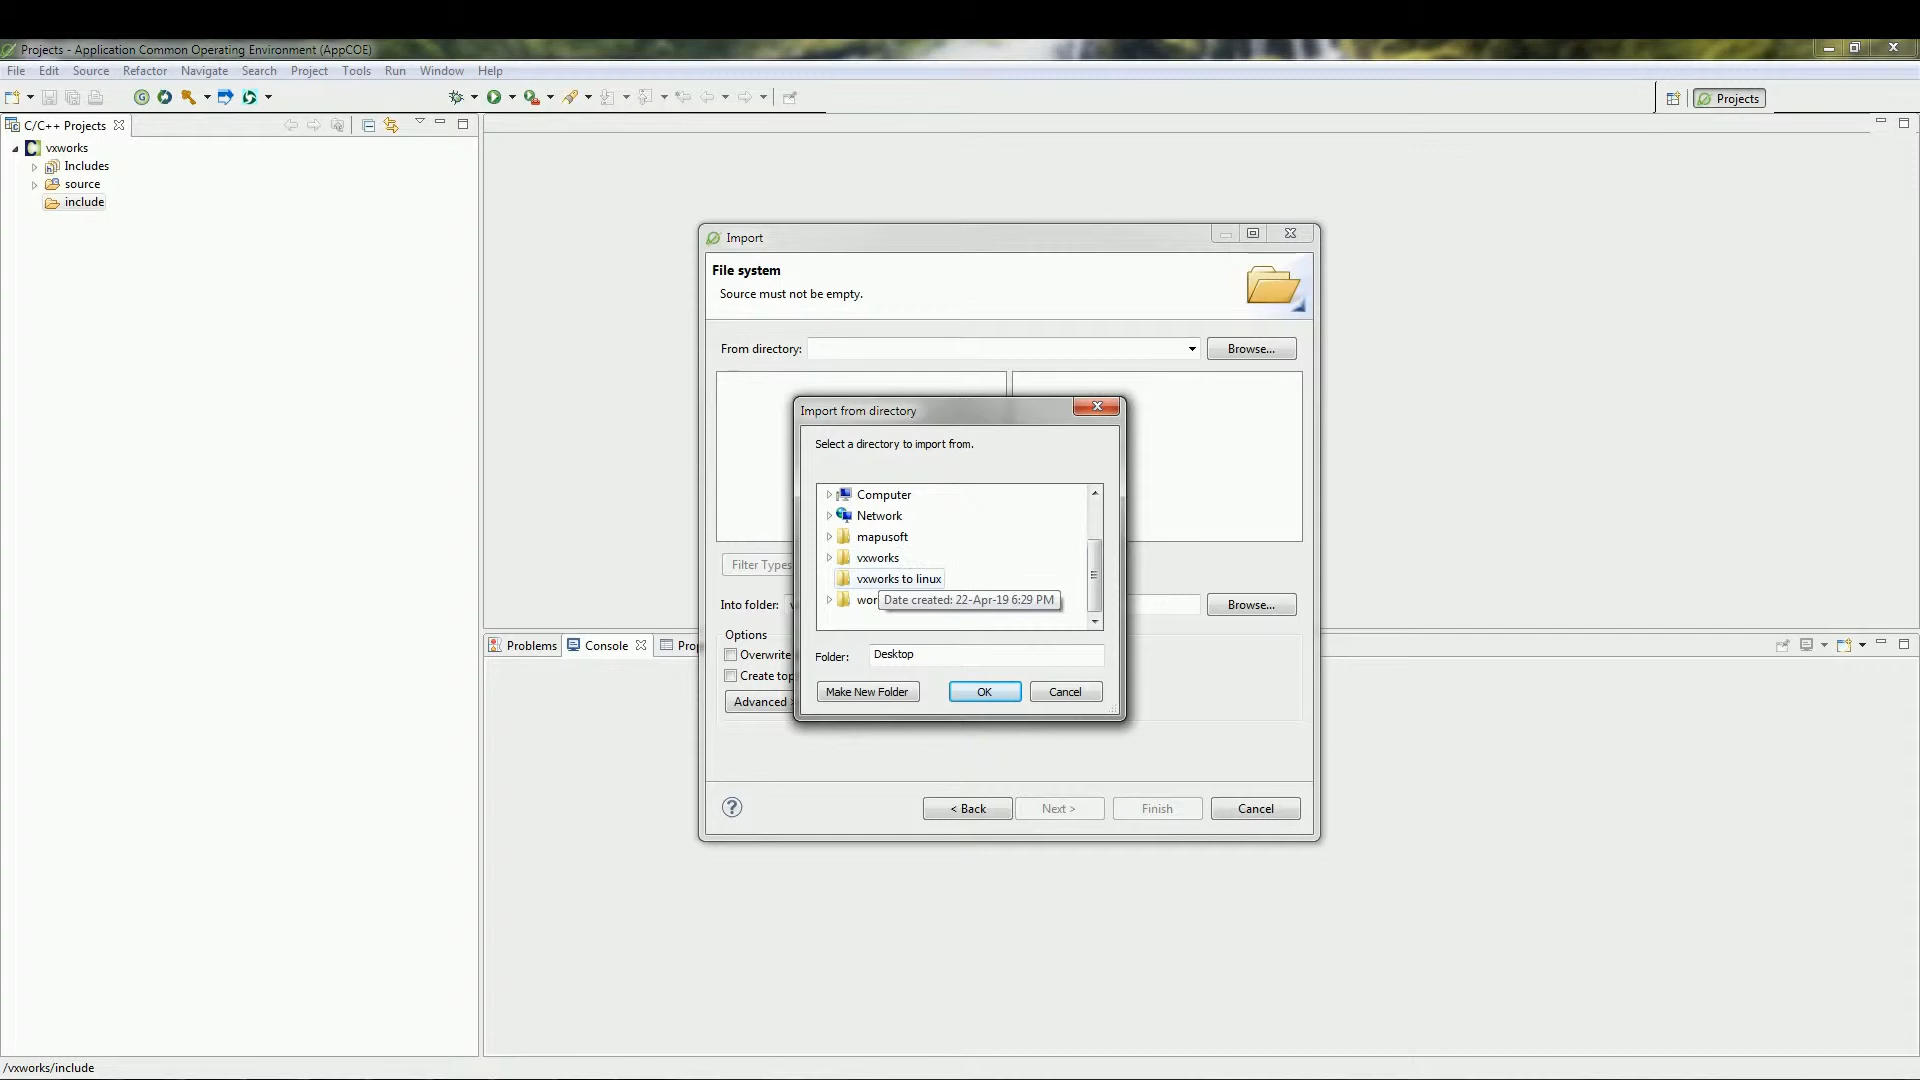 Projects - Application Common Operating Environment (AppCOE)
File Edit Source Refactor Navigate Search Project Tools Run Window Help
Projects
C/C++ Projects
vxworks
Includes
source
include
Import
File system
Source must not be empty.
From directory:
Browse...
Import from directory
Select a directory to import from.
Computer
Network
mapusoft
vxworks
vxworks to linux
Date created: 22-Apr-19 6:29 PM
Filter Types
Into folder:
Browse...
Options
Overwrite
Folder: Desktop
Advanced
Make New Folder OK Cancel
Problems Console
< Back Next > Finish Cancel
/vxworks/include